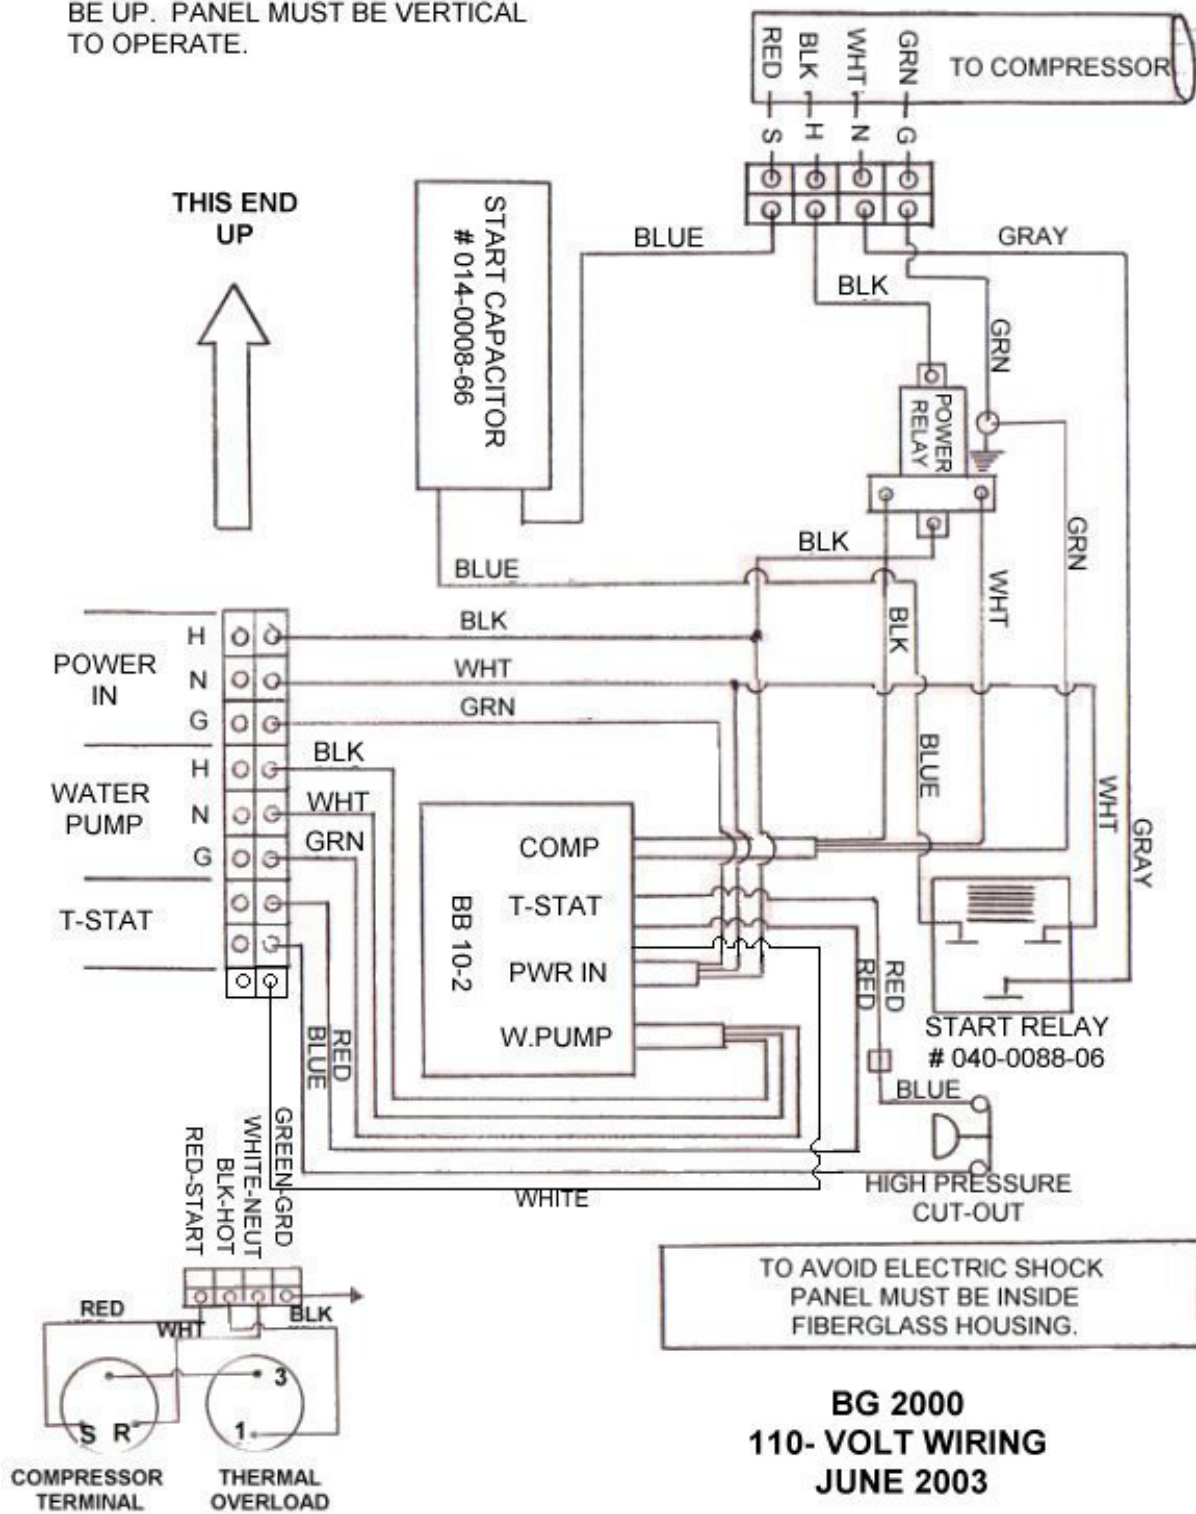 BE UP. PANEL MUST BE VERTICAL
TO OPERATE.
RED
BLK
WHT
GRN
TO COMPRESSOR
S
H
N
G
THIS END
UP
START CAPACITOR
# 014-0008-66
BLUE
GRAY
BLK
GRN
POWER
RELAY
BLK
GRN
BLUE
WHT
BLK
POWER
IN
H
N
G
BLK
WHT
GRN
WATER
PUMP
H
N
G
BLK
WHT
GRN
BLUE
WHT
GRAY
T-STAT
BB 10-2
COMP
T-STAT
PWR IN
W.PUMP
RED
RED
START RELAY
# 040-0088-06
RED
BLUE
BLUE
HIGH PRESSURE
CUT-OUT
WHITE
GREEN-GRD
WHITE-NEUT
BLK-HOT
RED-START
RED
WHT
BLK
3
1
S R
COMPRESSOR
TERMINAL
THERMAL
OVERLOAD
TO AVOID ELECTRIC SHOCK
PANEL MUST BE INSIDE
FIBERGLASS HOUSING.
BG 2000
110- VOLT WIRING
JUNE 2003